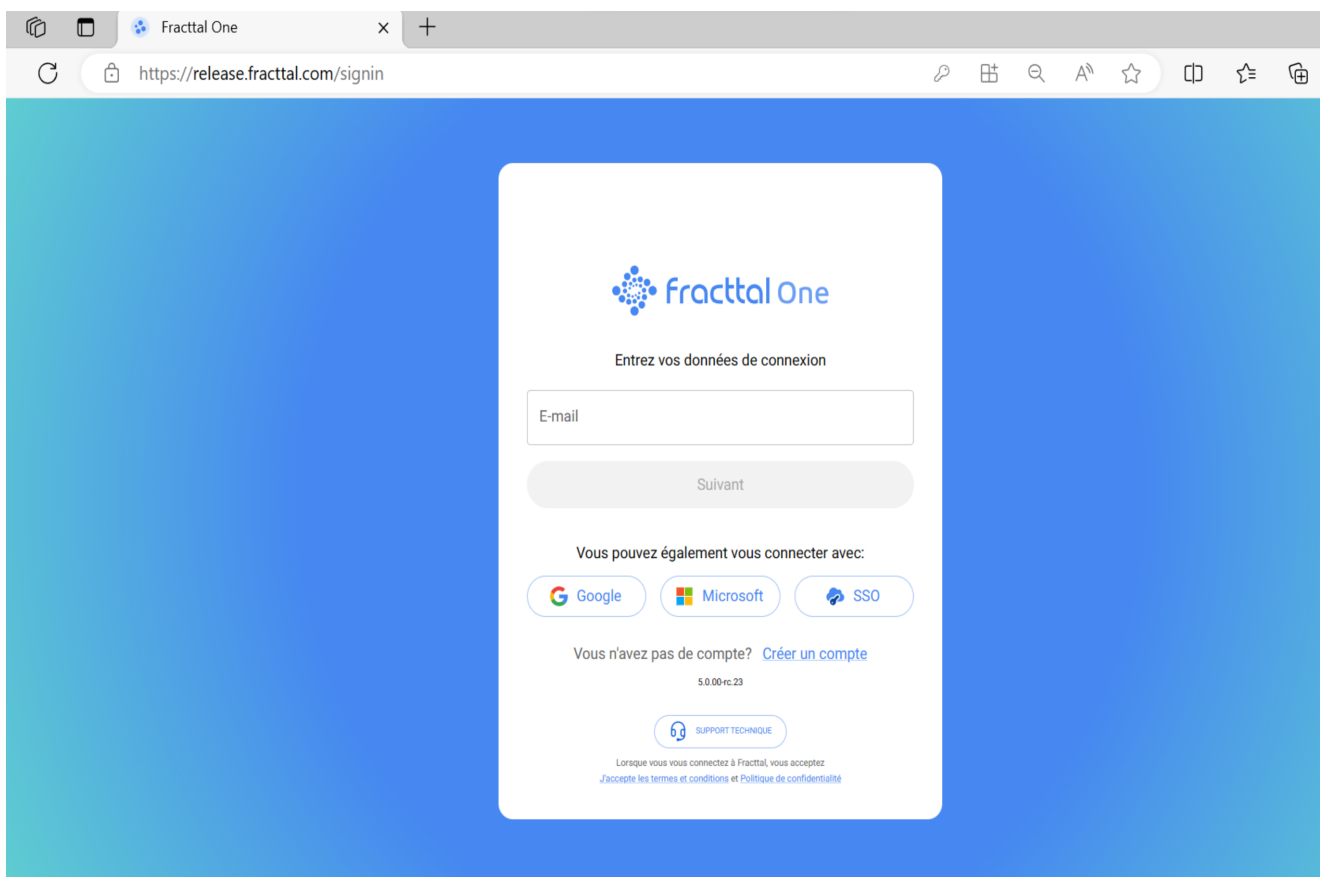 Fracttal One
https://release.fracttal.com/signin
fracttal One
Entrez vos données de connexion
E-mail
Suivant
Vous pouvez également vous connecter avec:
Google
Microsoft
SSO
Vous n'avez pas de compte? Créer un compte
5.0.00-rc.23
SUPPORT TECHNIQUE
Lorsque vous vous connectez à Fracttal, vous acceptez
J'accepte les termes et conditions et Politique de confidentialité